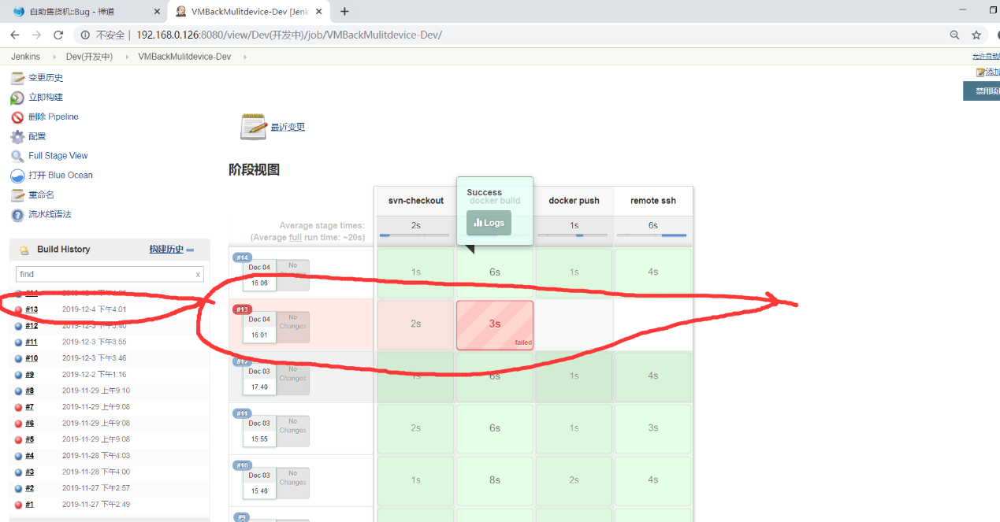 自助售货机::Bug - 禅道
VMBackMulitdevice-Dev [Jenk
不安全 | 192.168.0.126:8080/view/Dev(开发中)/job/VMBackMulitdevice-Dev/
Jenkins
Dev(开发中)
VMBackMulitdevice-Dev
允许自动
添加
禁用项
变更历史
立即构建
删除 Pipeline
配置
Full Stage View
打开 Blue Ocean
重命名
流水线语法
Build History
构建历史
find
x
#13 2019-12-4 下午4:01
#12 2019-12-3 下午5:40
#11 2019-12-3 下午3:55
#10 2019-12-3 下午3:46
#9 2019-12-2 下午1:16
#8 2019-11-29 上午9:10
#7 2019-11-29 上午9:08
#6 2019-11-29 上午9:08
#5 2019-11-29 上午9:08
#4 2019-11-28 下午4:03
#3 2019-11-28 下午4:00
#2 2019-11-27 下午2:57
#1 2019-11-27 下午2:49
最近变更
阶段视图
Success
Logs
svn-checkout
docker build
docker push
remote ssh
Average stage times:
(Average full run time: ~20s)
2s
1s
6s
#14
Dec 04
16:06
No
1s
6s
1s
4s
#13
Dec 04
16:01
No
Changes
2s
3s
failed
#12
Dec 03
17:40
No
Changes
1s
6s
1s
4s
#11
Dec 03
15:55
No
Changes
2s
6s
1s
3s
#10
Dec 03
15:46
No
Changes
1s
8s
2s
4s
#9